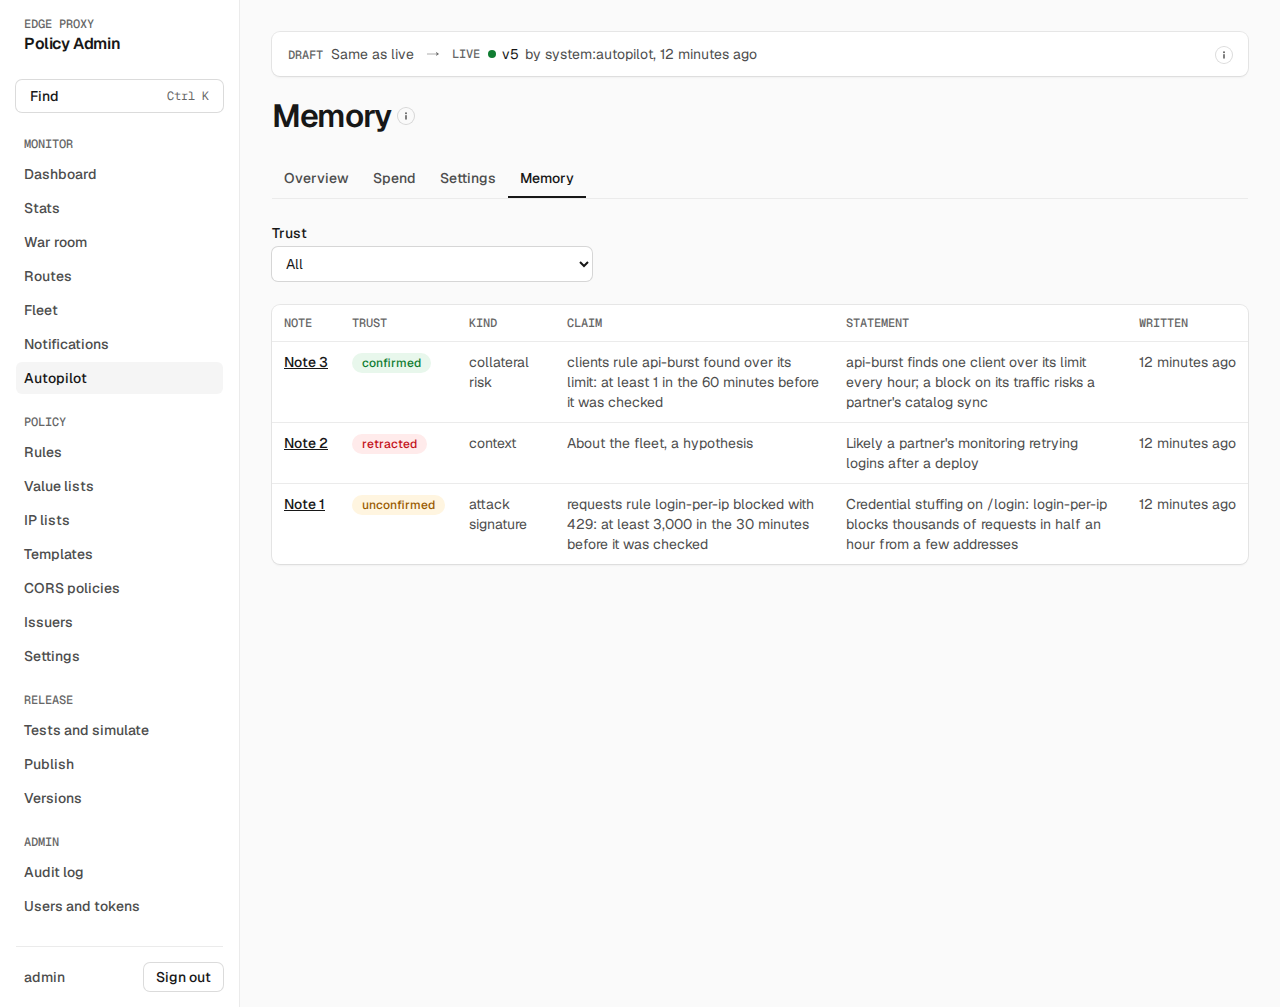 EDGE PROXY
Policy Admin
Find Ctrl K
MONITOR
Dashboard
Stats
War room
Routes
Fleet
Notifications
Autopilot
POLICY
Rules
Value lists
IP lists
Templates
CORS policies
Issuers
Settings
RELEASE
Tests and simulate
Publish
Versions
ADMIN
Audit log
Users and tokens
admin
Sign out
DRAFT Same as live → LIVE v5 by system:autopilot, 12 minutes ago
Memory
Overview Spend Settings Memory
Trust
All
NOTE TRUST KIND CLAIM STATEMENT WRITTEN
Note 3 confirmed collateral clients rule api-burst found over its api-burst finds one client over its limit 12 minutes ago
risk limit: at least 1 in the 60 minutes before every hour; a block on its traffic risks a
it was checked partner's catalog sync
Note 2 retracted context About the fleet, a hypothesis Likely a partner's monitoring retrying 12 minutes ago
logins after a deploy
Note 1 unconfirmed attack requests rule login-per-ip blocked with Credential stuffing on /login: login-per-ip 12 minutes ago
signature 429: at least 3,000 in the 30 minutes blocks thousands of requests in half an
before it was checked hour from a few addresses